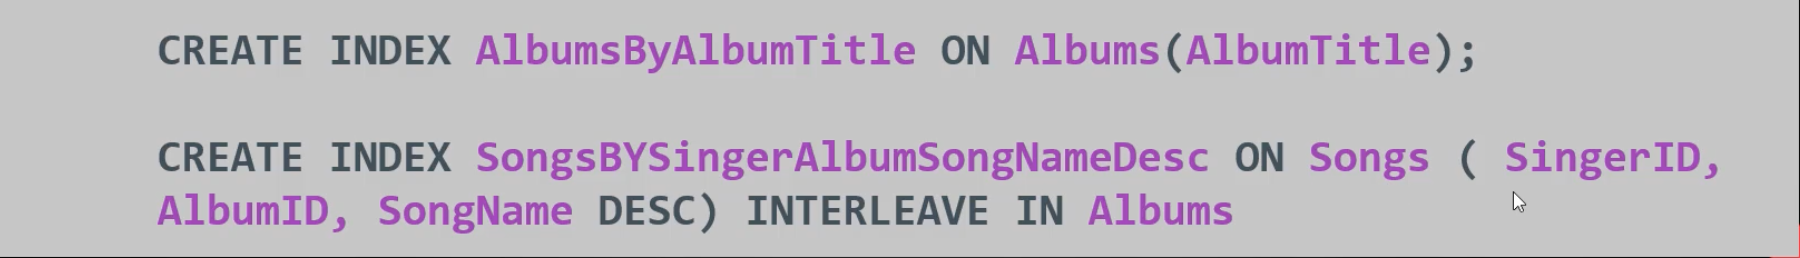 CREATE INDEX AlbumsByAlbumTitle ON Albums(AlbumTitle);
CREATE INDEX SongsBYSingerAlbumSongNameDesc ON Songs ( SingerID,
AlbumID, SongName DESC) INTERLEAVE IN Albums